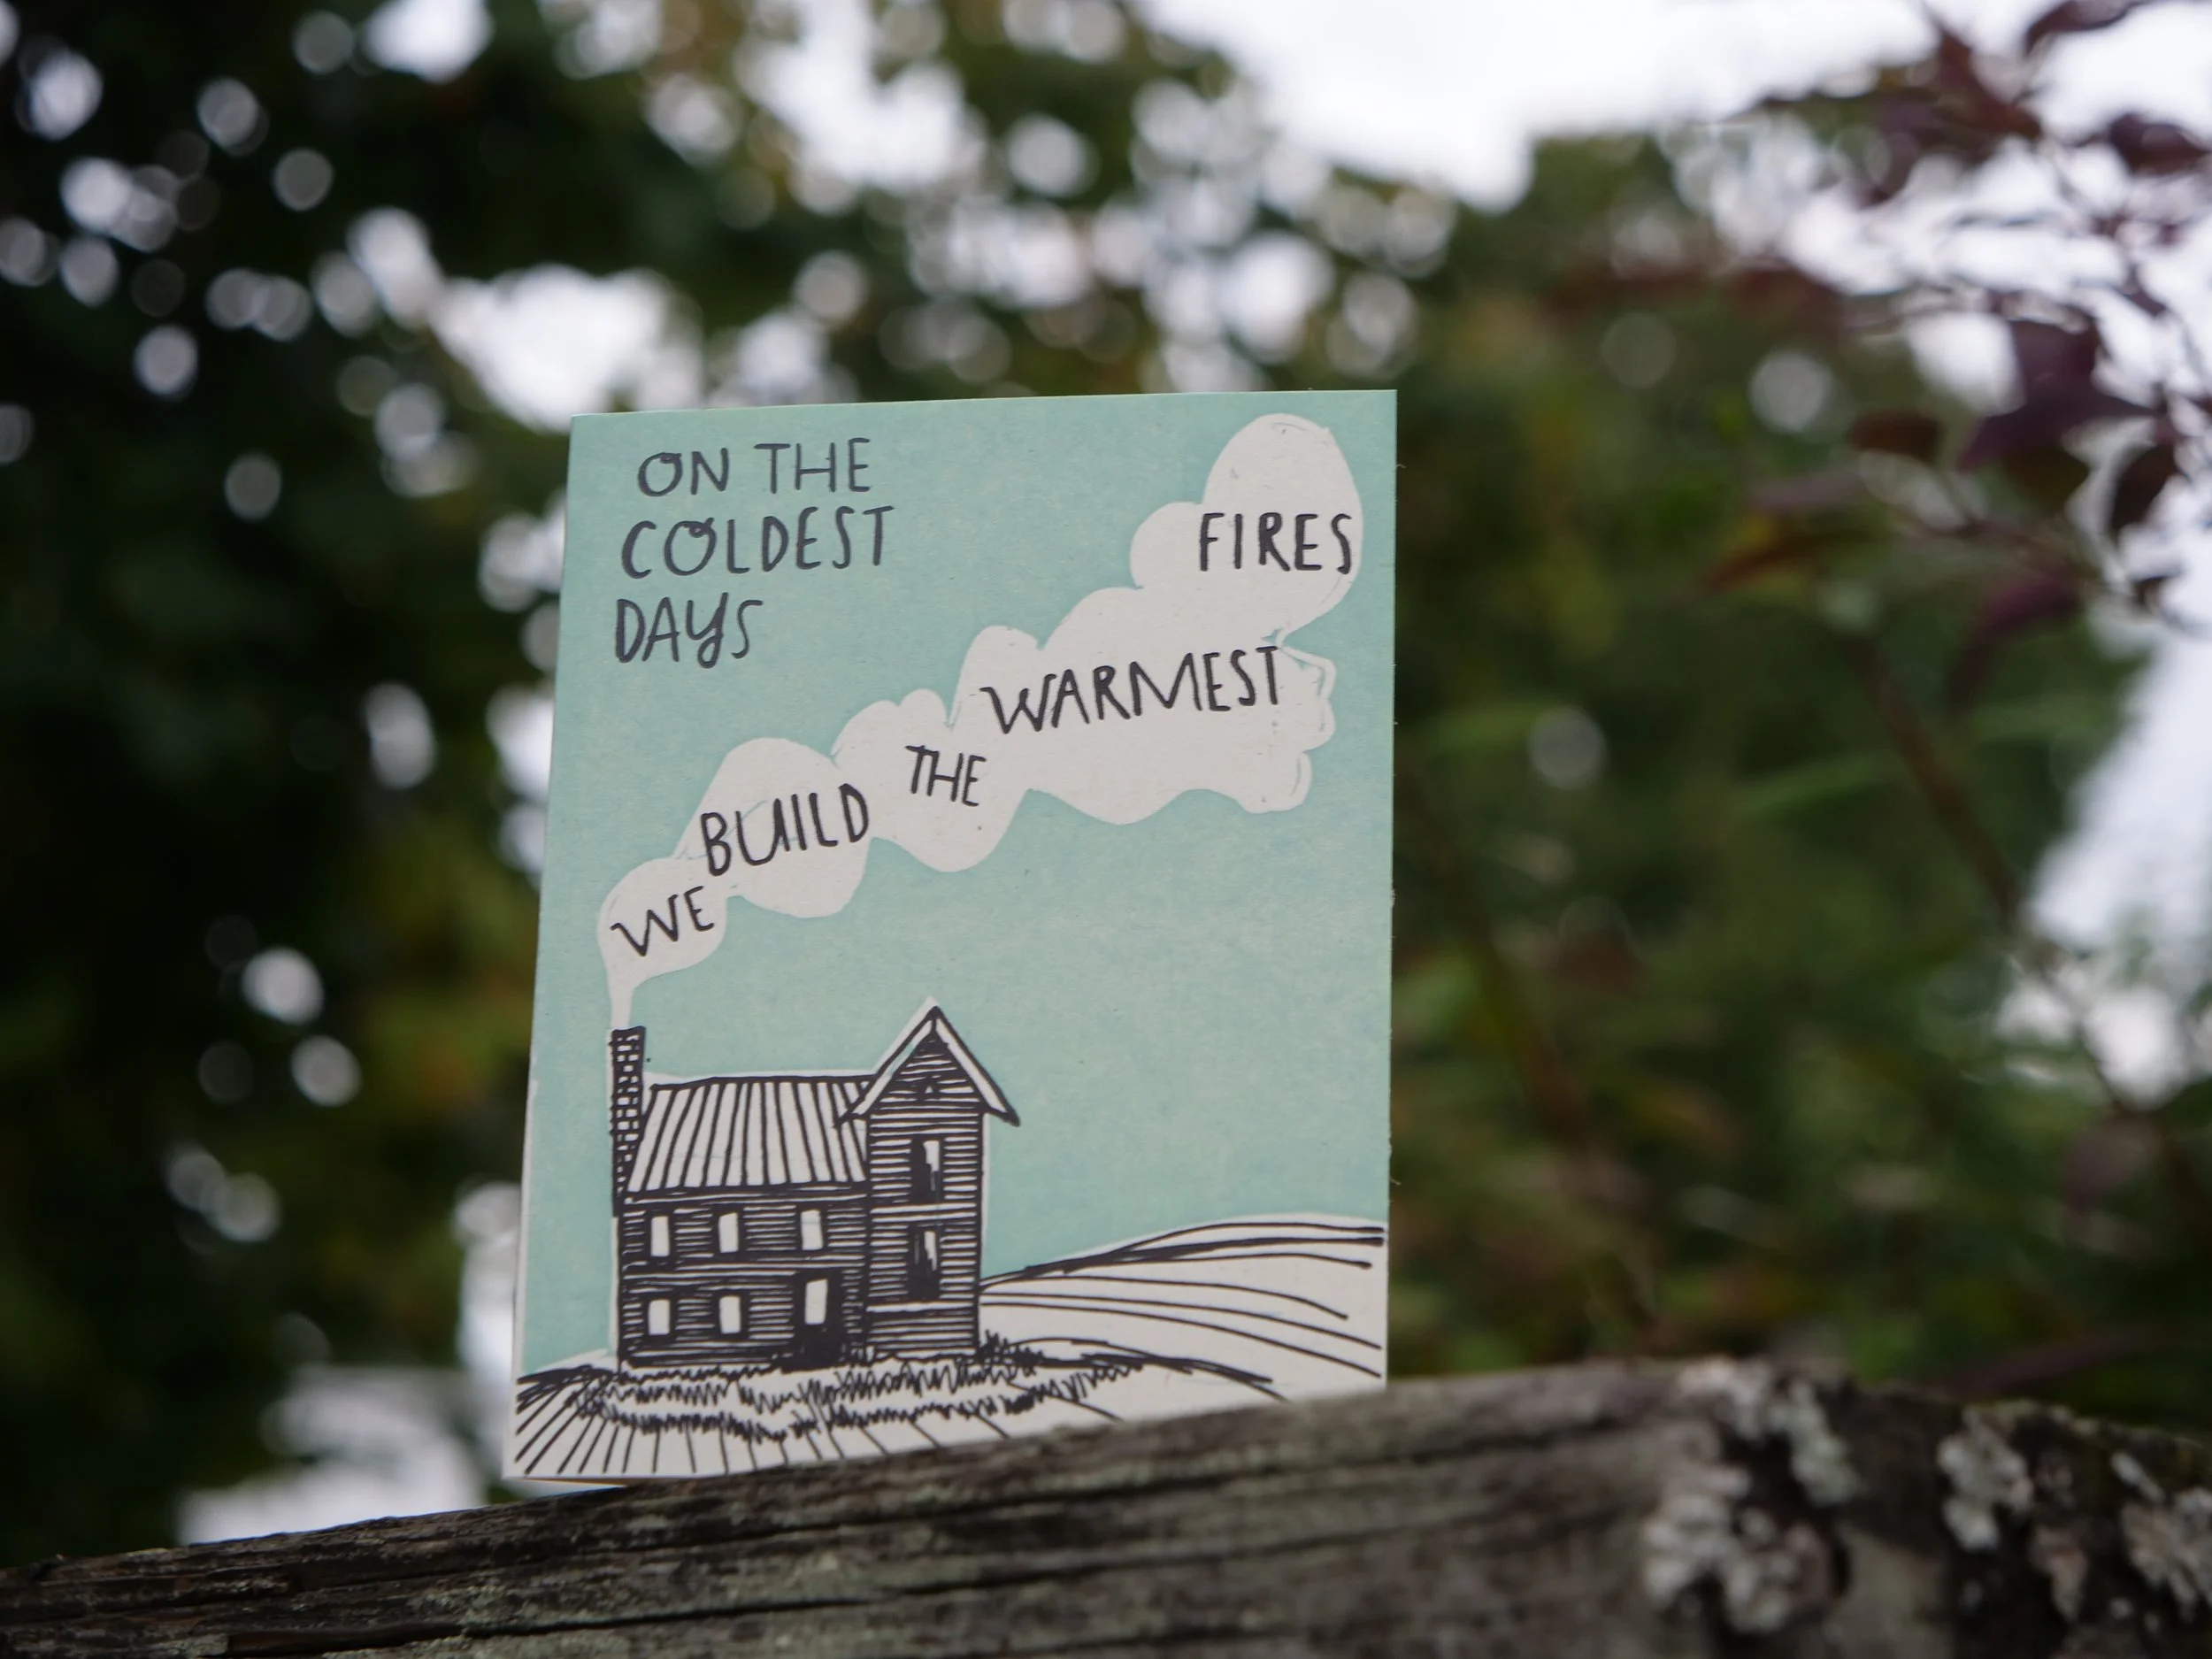 ON THE
COLDEST
DAYS
WE BUILD THE WARMEST FIRES